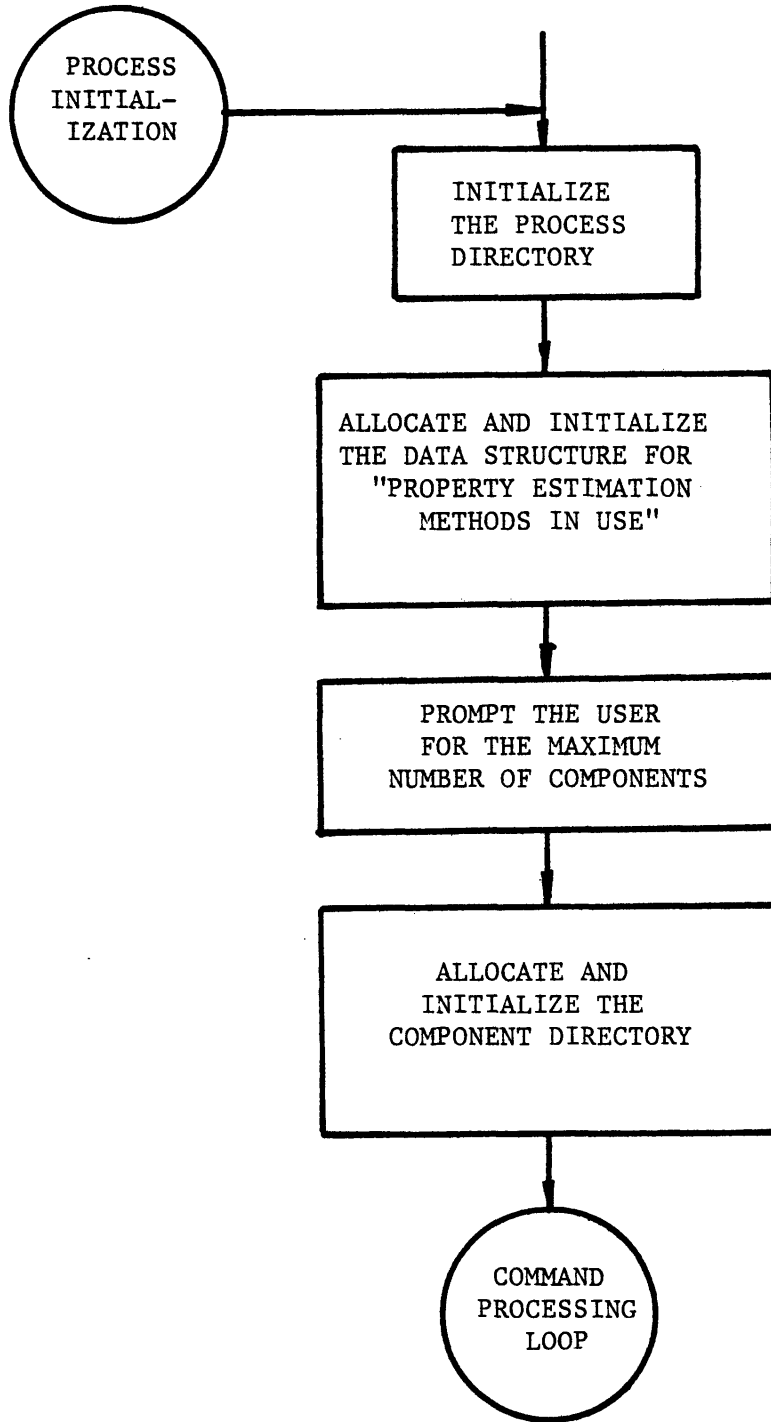 PROCESS
INITIAL-
IZATION
INITIALIZE
THE PROCESS
DIRECTORY
ALLOCATE AND INITIALIZE
THE DATA STRUCTURE FOR
"PROPERTY ESTIMATION
METHODS IN USE"
PROMPT THE USER
FOR THE MAXIMUM
NUMBER OF COMPONENTS
ALLOCATE AND
INITIALIZE THE
COMPONENT DIRECTORY
COMMAND
PROCESSING
LOOP